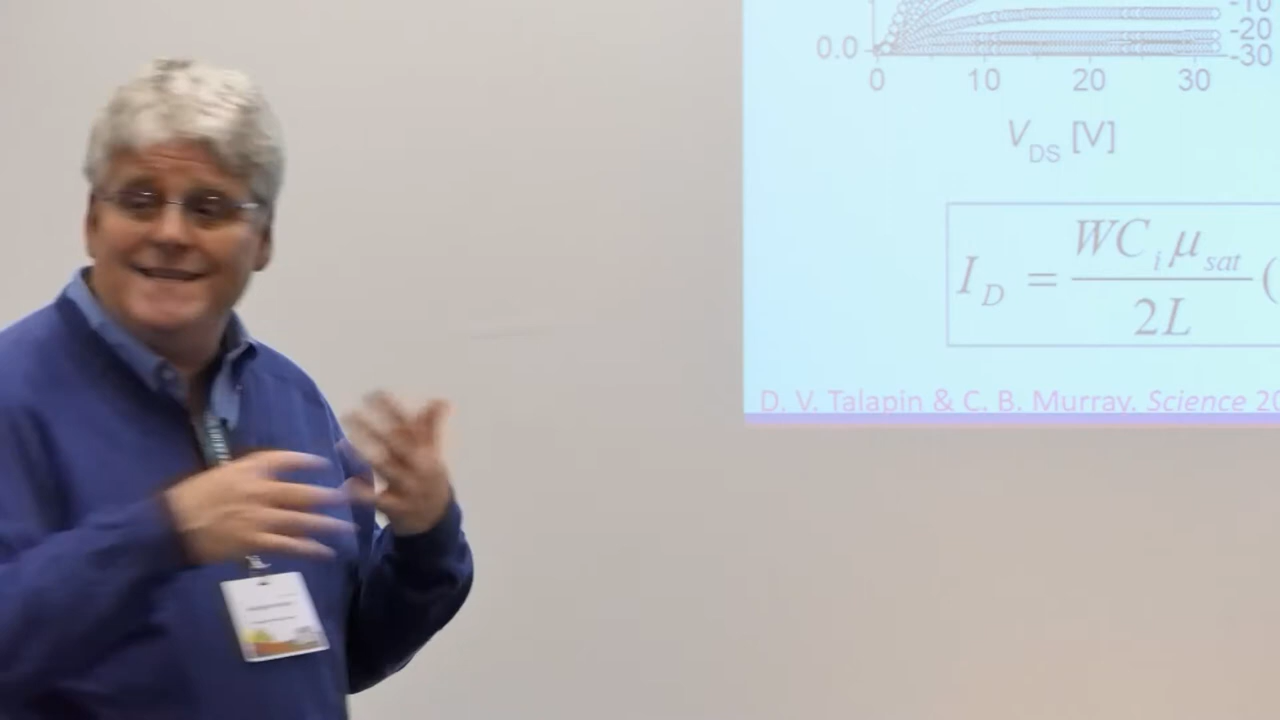 -10
-20
0.0
-30
0 10 20 30
V_DS [V]
I_D = WC_i μ_sat / 2L (
D. V. Talapin & C. B. Murray, Science 20